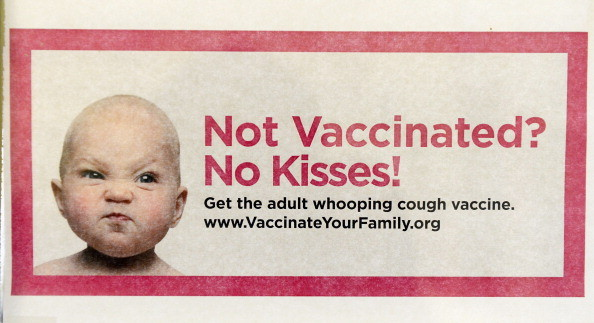 Not Vaccinated?
No Kisses!
Get the adult whooping cough vaccine.
www.VaccinateYourFamily.org